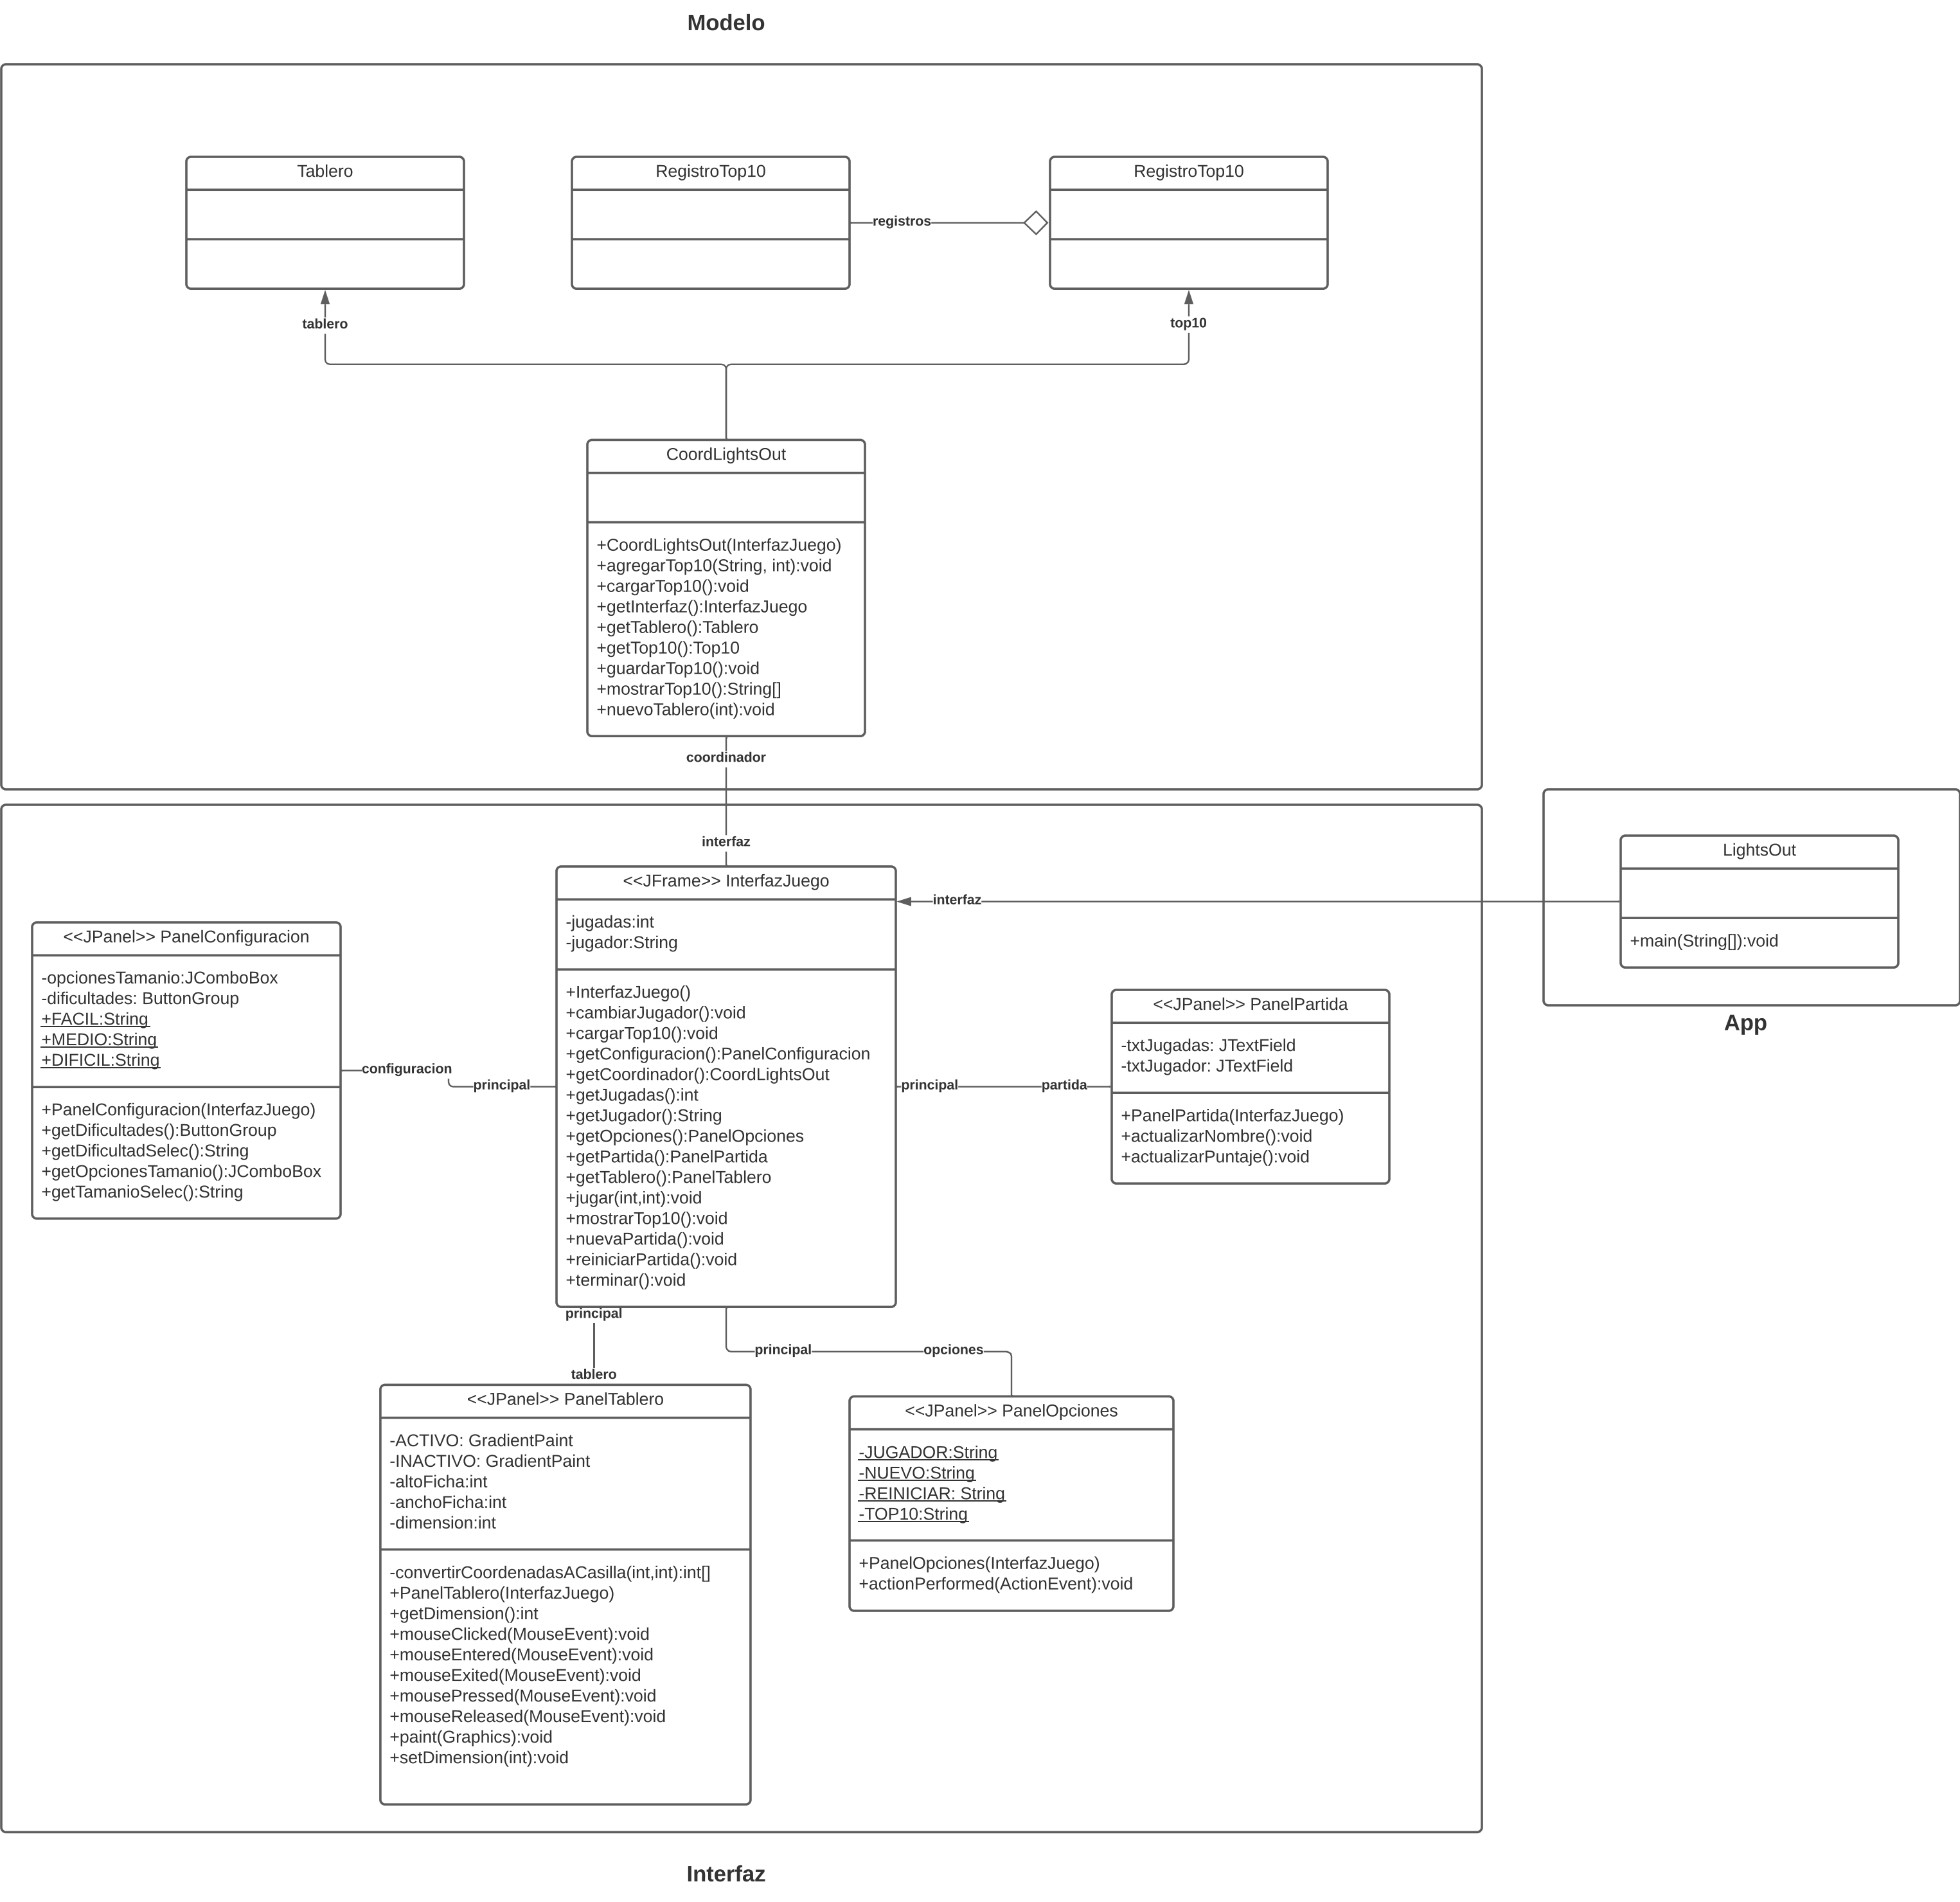 Modelo
Tablero
RegistroTop10
RegistroTop10
registros
tablero
top10
CoordLightsOut
+CoordLightsOut(InterfazJuego)
+agregarTop10(String, int):void
+cargarTop10():void
+getInterfaz():InterfazJuego
+getTablero():Tablero
+getTop10():Top10
+guardarTop10():void
+mostrarTop10():String[]
+nuevoTablero(int):void
coordinador
interfaz
<<JFrame>> InterfazJuego
-jugadas:int
-jugador:String
+InterfazJuego()
+cambiarJugador():void
+cargarTop10():void
+getConfiguracion():PanelConfiguracion
+getCoordinador():CoordLightsOut
+getJugadas():int
+getJugador():String
+getOpciones():PanelOpciones
+getPartida():PanelPartida
+getTablero():PanelTablero
+jugar(int,int):void
+mostrarTop10():void
+nuevaPartida():void
+reiniciarPartida():void
+terminar():void
interfaz
LightsOut
+main(String[]):void
App
<<JPanel>> PanelConfiguracion
-opcionesTamanio:JComboBox
-dificultades: ButtonGroup
+FACIL:String
+MEDIO:String
+DIFICIL:String
+PanelConfiguracion(InterfazJuego)
+getDificultades():ButtonGroup
+getDificultadSelec():String
+getOpcionesTamanio():JComboBox
+getTamanioSelec():String
configuracion
principal
principal
partida
<<JPanel>> PanelPartida
-txtJugadas: JTextField
-txtJugador: JTextField
+PanelPartida(InterfazJuego)
+actualizarNombre():void
+actualizarPuntaje():void
principal
tablero
principal
opciones
<<JPanel>> PanelTablero
-ACTIVO: GradientPaint
-INACTIVO: GradientPaint
-altoFicha:int
-anchoFicha:int
-dimension:int
-convertirCoordenadasACasilla(int,int):int[]
+PanelTablero(InterfazJuego)
+getDimension():int
+mouseClicked(MouseEvent):void
+mouseEntered(MouseEvent):void
+mouseExited(MouseEvent):void
+mousePressed(MouseEvent):void
+mouseReleased(MouseEvent):void
+paint(Graphics):void
+setDimension(int):void
<<JPanel>> PanelOpciones
-JUGADOR:String
-NUEVO:String
-REINICIAR: String
-TOP10:String
+PanelOpciones(InterfazJuego)
+actionPerformed(ActionEvent):void
Interfaz